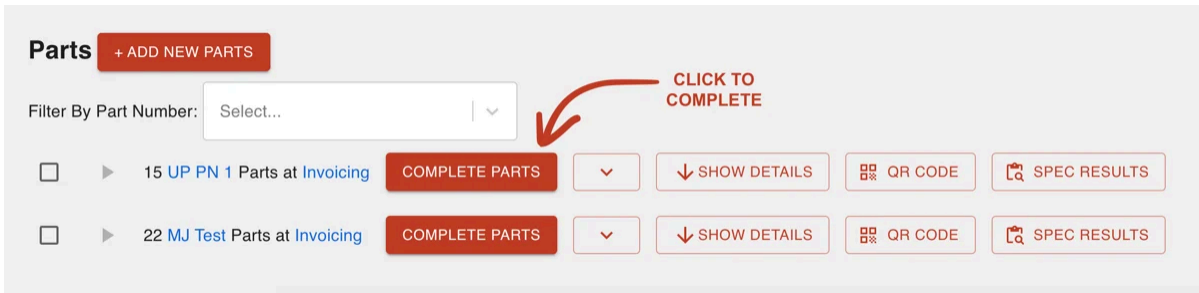 Parts + ADD NEW PARTS
CLICK TO
COMPLETE
Filter By Part Number: Select...
15 UP PN 1 Parts at Invoicing COMPLETE PARTS SHOW DETAILS QR CODE SPEC RESULTS
22 MJ Test Parts at Invoicing COMPLETE PARTS SHOW DETAILS QR CODE SPEC RESULTS